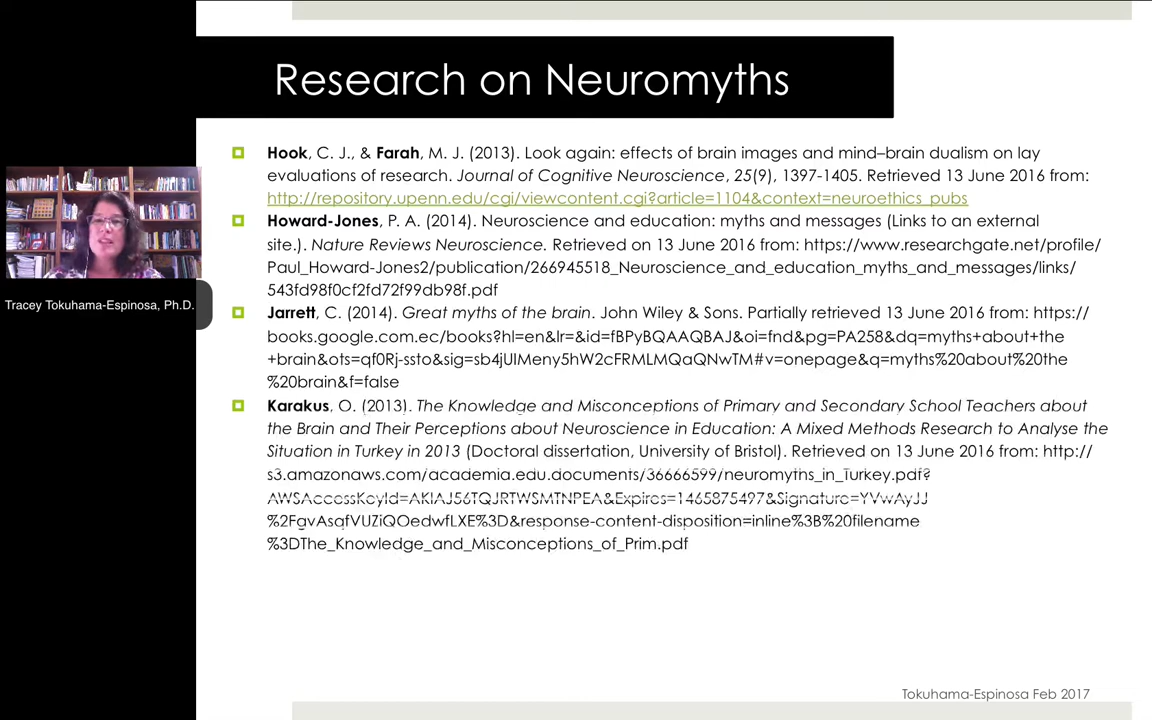 Research on Neuromyths
Hook, C. J., & Farah, M. J. (2013). Look again: effects of brain images and mind–brain dualism on lay
evaluations of research. Journal of Cognitive Neuroscience, 25(9), 1397-1405. Retrieved 13 June 2016 from:
http://repository.upenn.edu/cgi/viewcontent.cgi?article=1104&context=neuroethics_pubs
Howard-Jones, P. A. (2014). Neuroscience and education: myths and messages (Links to an external
site.). Nature Reviews Neuroscience. Retrieved on 13 June 2016 from: https://www.researchgate.net/profile/
Paul_Howard-Jones2/publication/266945518_Neuroscience_and_education_myths_and_messages/links/
543fd98f0cf2fd72f99db98f.pdf
Tracey Tokuhama-Espinosa, Ph.D.
Jarrett, C. (2014). Great myths of the brain. John Wiley & Sons. Partially retrieved 13 June 2016 from: https://
books.google.com.ec/books?hl=en&lr=&id=fBPyBQAAQBAJ&oi=fnd&pg=PA258&dq=myths+about+the
+brain&ots=qf0Rj-ssto&sig=sb4jUIMeny5hW2cFRMLMQaQNwTM#v=onepage&q=myths%20about%20the
%20brain&f=false
Karakus, O. (2013). The Knowledge and Misconceptions of Primary and Secondary School Teachers about
the Brain and Their Perceptions about Neuroscience in Education: A Mixed Methods Research to Analyse the
Situation in Turkey in 2013 (Doctoral dissertation, University of Bristol). Retrieved on 13 June 2016 from: http://
s3.amazonaws.com/academia.edu.documents/36666599/neuromyths_in_Turkey.pdf?
AWSAccessKeyId=AKIAJ56TQJRTWSMTNPEA&Expires=1465875497&Signature=YVwAyJJ
%2FgvAsqfVUZiQOedwfLXE%3D&response-content-disposition=inline%3B%20filename
%3DThe_Knowledge_and_Misconceptions_of_Prim.pdf
Tokuhama-Espinosa Feb 2017